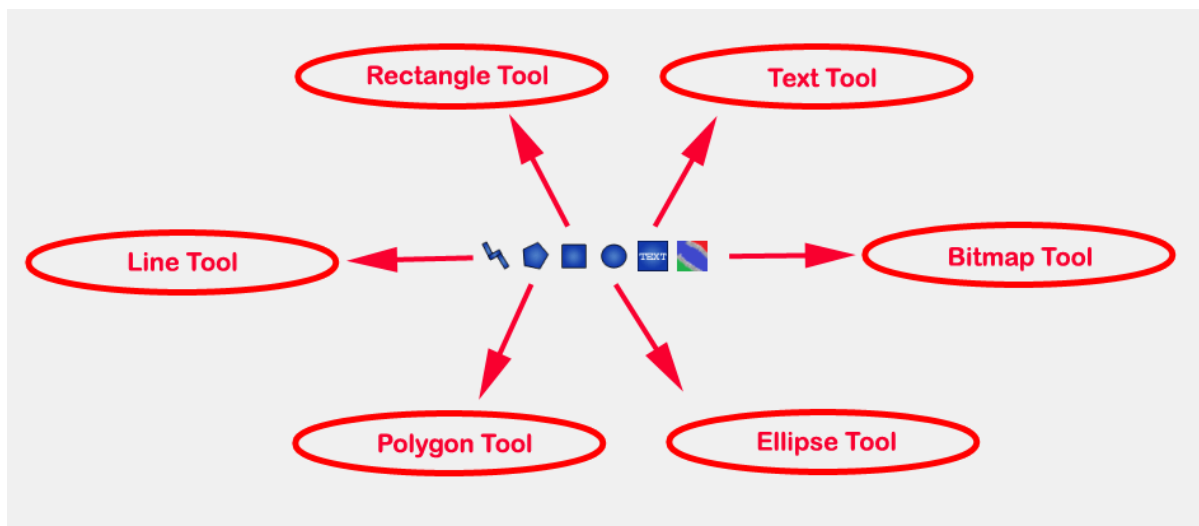 Rectangle Tool
Text Tool
Line Tool
TEXT
Bitmap Tool
Polygon Tool
Ellipse Tool